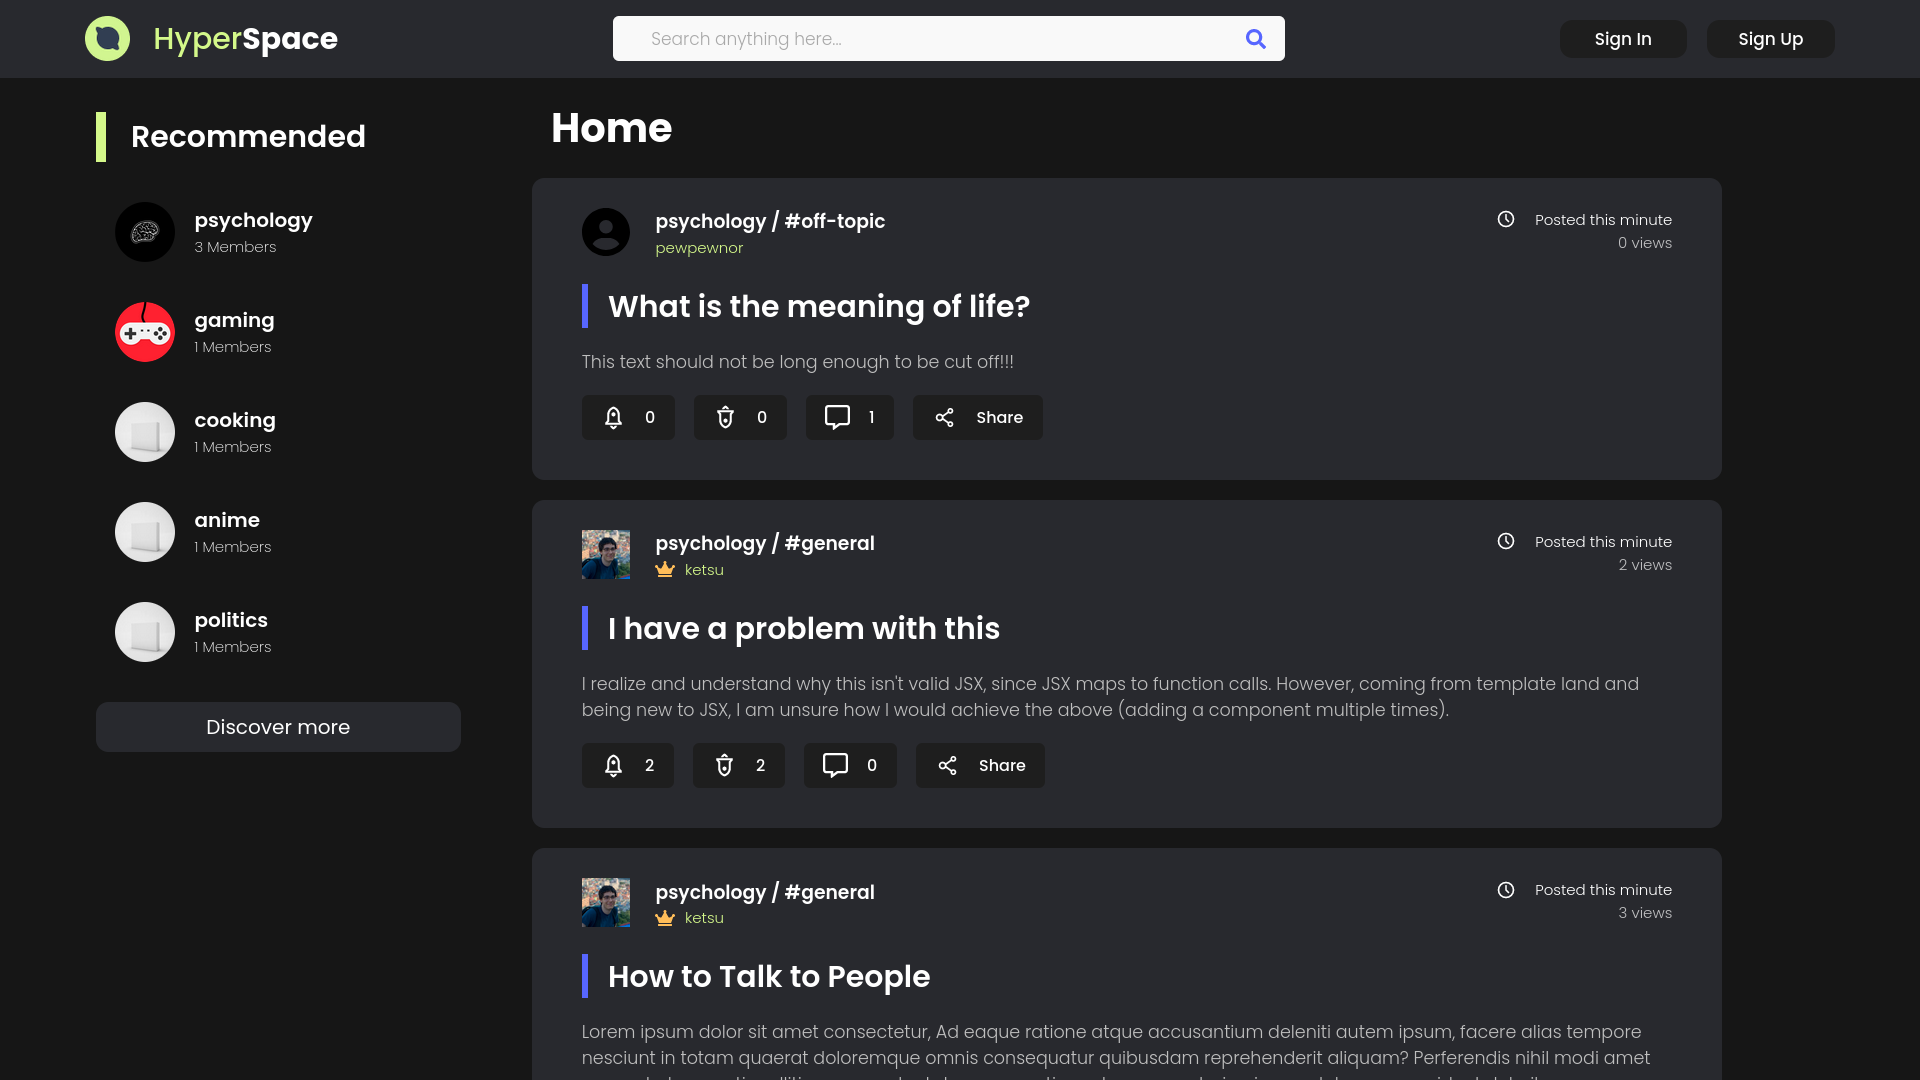 HyperSpace
Search anything here...
Sign In
Sign Up
Recommended
psychology
3 Members
gaming
1 Members
cooking
1 Members
anime
1 Members
politics
1 Members
Discover more
Home
psychology / #off-topic
pewpewnor
Posted this minute
0 views
What is the meaning of life?
This text should not be long enough to be cut off!!!
0
0
1
Share
psychology / #general
ketsu
Posted this minute
2 views
I have a problem with this
I realize and understand why this isn't valid JSX, since JSX maps to function calls. However, coming from template land and
being new to JSX, I am unsure how I would achieve the above (adding a component multiple times).
2
2
0
Share
psychology / #general
ketsu
Posted this minute
3 views
How to Talk to People
Lorem ipsum dolor sit amet consectetur, Ad eaque ratione atque accusantium deleniti autem ipsum, facere alias tempore
nesciunt in totam quaerat doloremque omnis consequatur quibusdam reprehenderit aliquam? Perferendis nihil modi amet